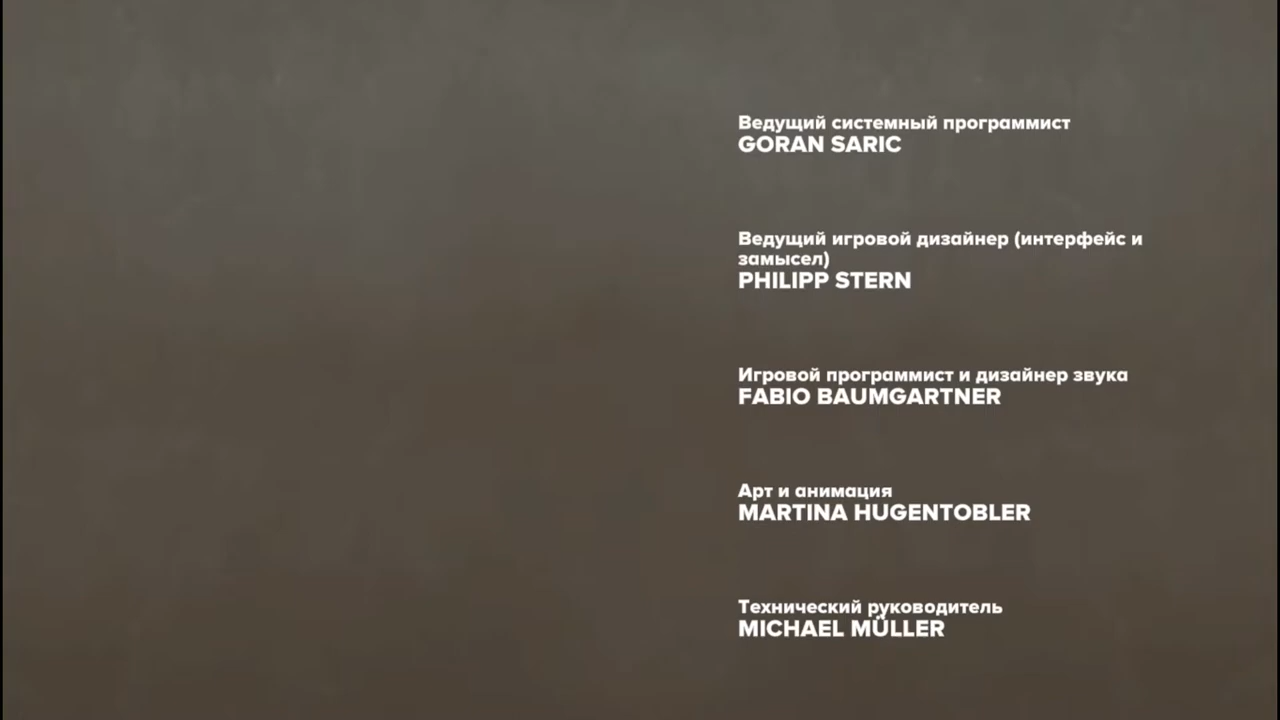 Ведущий системный программист
GORAN SARIC
Ведущий игровой дизайнер (интерфейс и
замысел)
PHILIPP STERN
Игровой программист и дизайнер звука
FABIO BAUMGARTNER
Арт и анимация
MARTINA HUGENTOBLER
Технический руководитель
MICHAEL MÜLLER